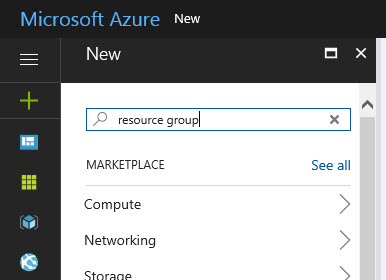 Microsoft Azure New
New
resource group
MARKETPLACE See all
Compute
Networking
Storage